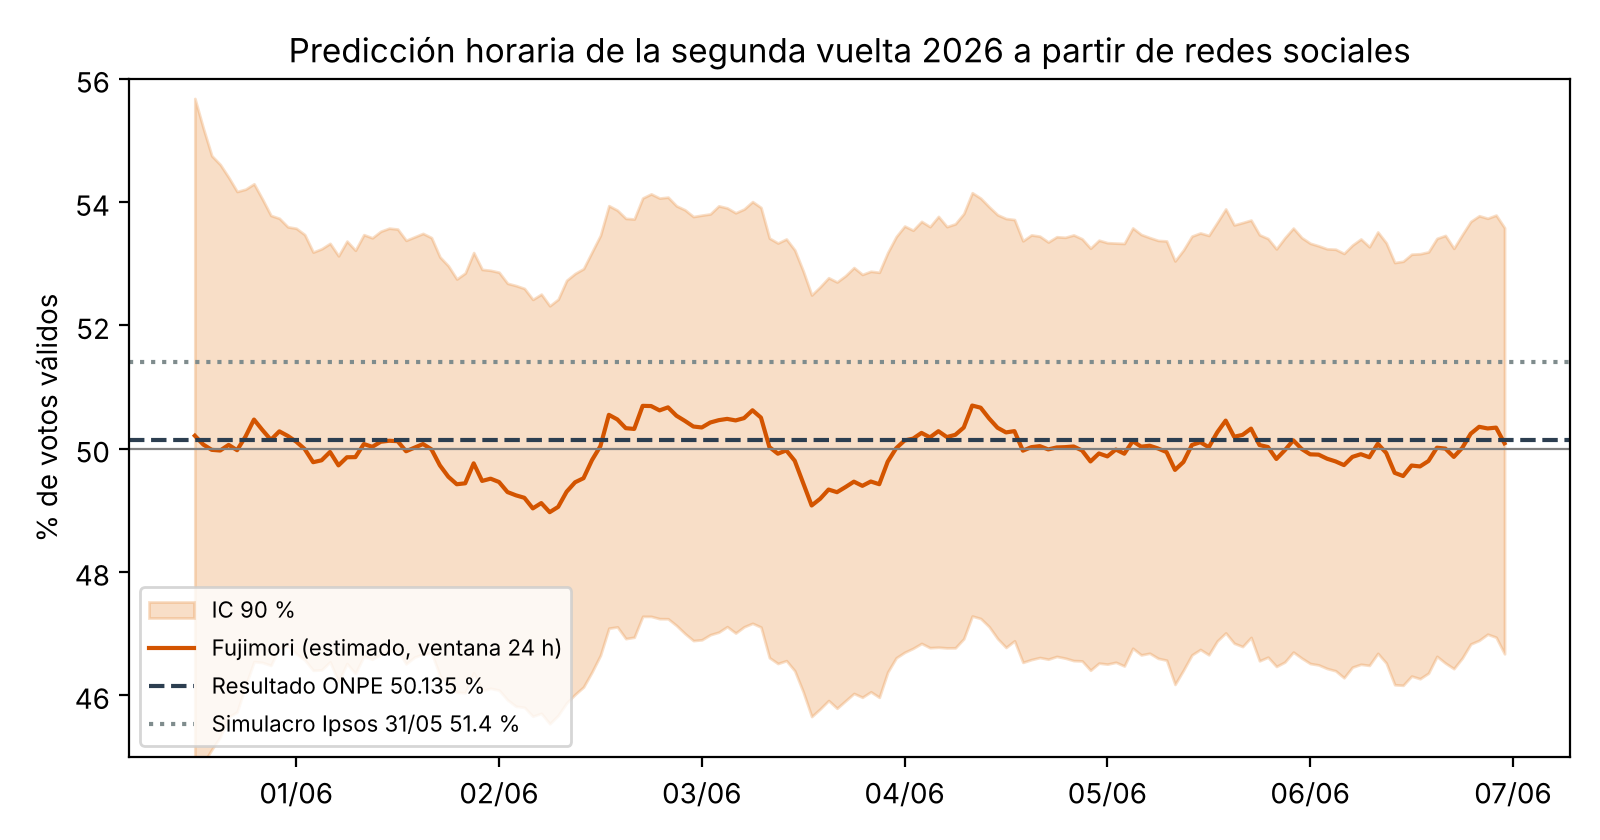 Predicción horaria de la segunda vuelta 2026 a partir de redes sociales
% de votos válidos
56
54
52
50
48
46
IC 90 %
Fujimori (estimado, ventana 24 h)
Resultado ONPE 50.135 %
Simulacro Ipsos 31/05 51.4 %
01/06
02/06
03/06
04/06
05/06
06/06
07/06